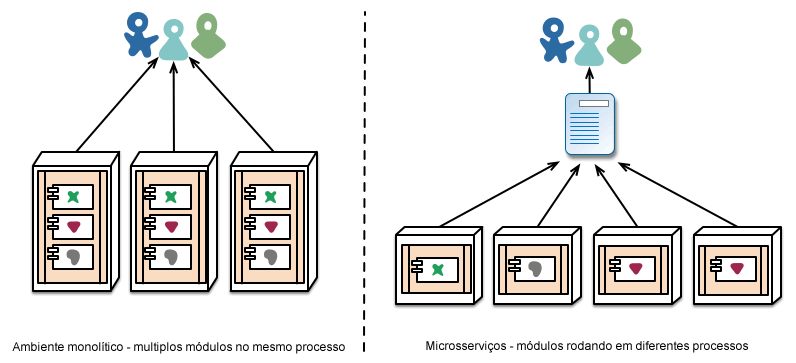 Ambiente monolítico - multiplos módulos no mesmo processo
Microsserviços - módulos rodando em diferentes processos